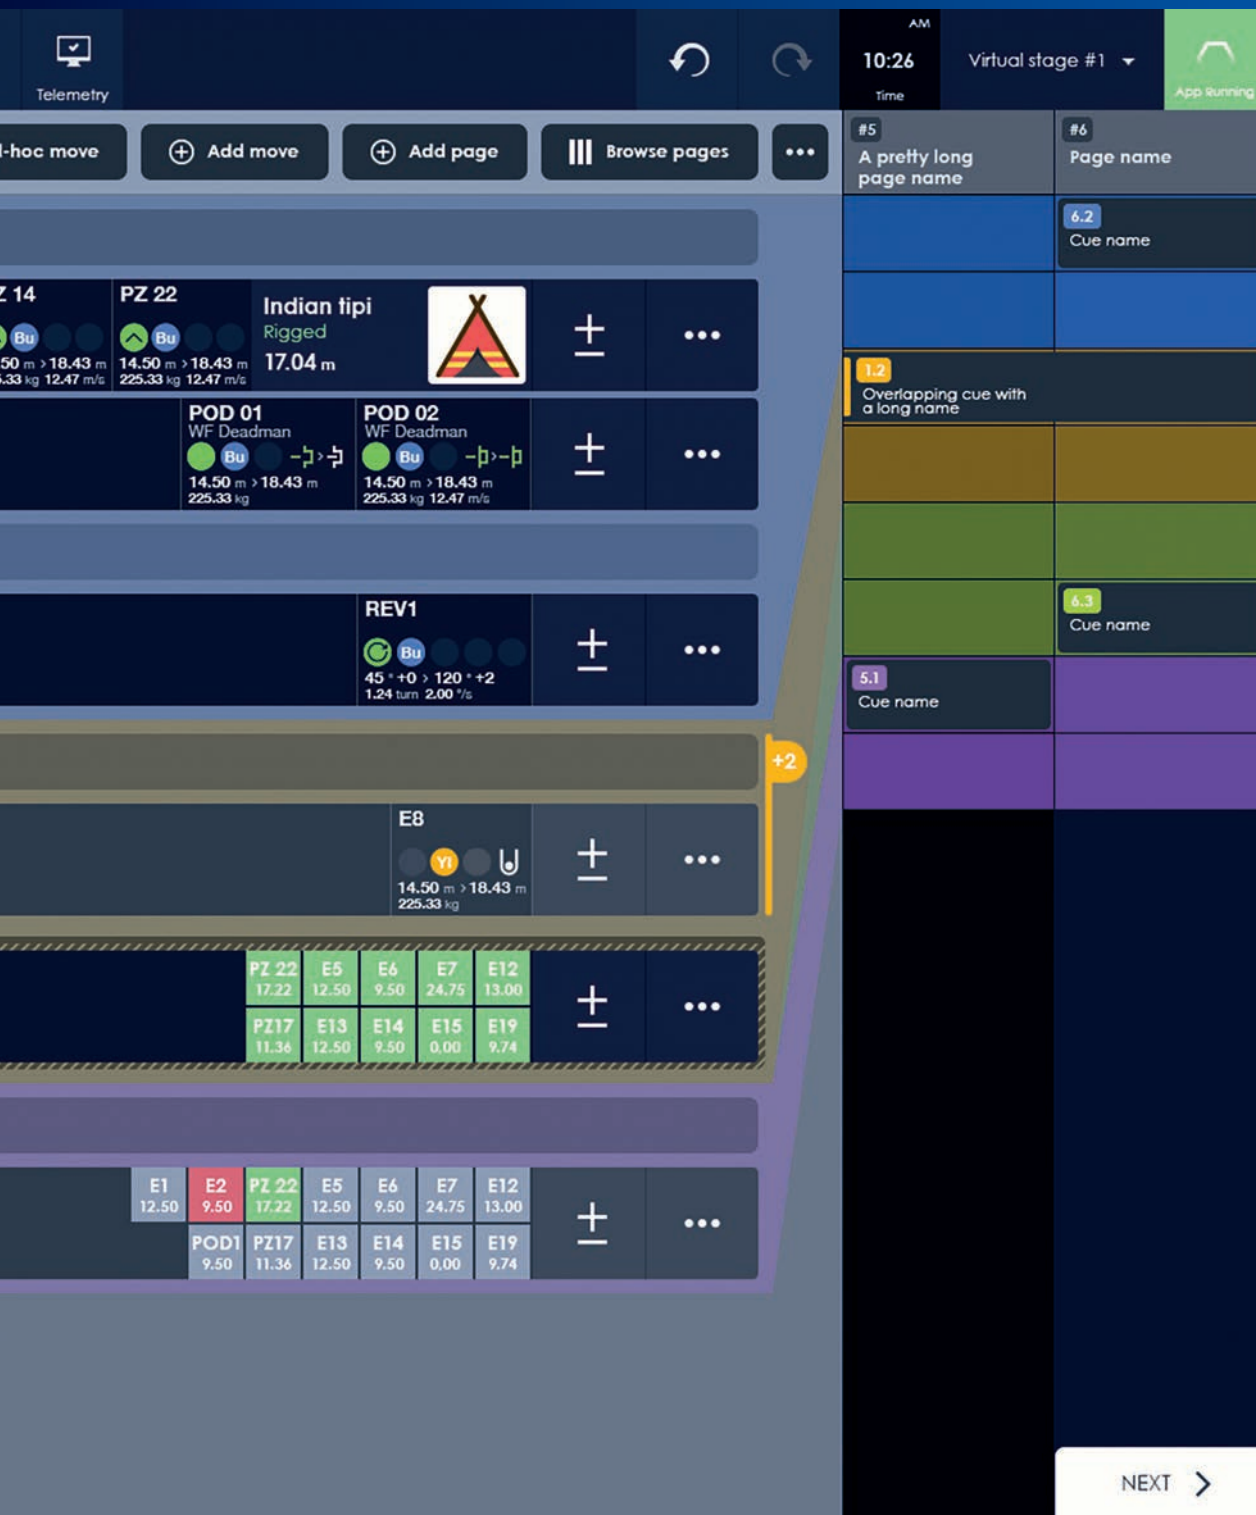 AM
10:26
Time
Virtual stage #1
App Running
Telemetry
l-hoc move
Add move
Add page
Browse pages
#5
A pretty long
page name
#6
Page name
6.2
Cue name
Z 14
Bu
50 m > 18.43 m
.33 kg 12.47 m/s
PZ 22
Bu
14.50 m > 18.43 m
225.33 kg 12.47 m/s
Indian tipi
Rigged
17.04 m
1.2
Overlapping cue with
a long name
POD 01
WF Deadman
Bu
14.50 m > 18.43 m
225.33 kg
POD 02
WF Deadman
Bu
14.50 m > 18.43 m
225.33 kg 12.47 m/s
REV1
Bu
45 ° +0 > 120 ° +2
1.24 turn 2.00 °/s
6.3
Cue name
5.1
Cue name
+2
E8
YI
14.50 m > 18.43 m
225.33 kg
PZ 22 E5 E6 E7 E12
17.22 12.50 9.50 24.75 13.00
PZ17 E13 E14 E15 E19
11.36 12.50 9.50 0,00 9.74
E1 E2 PZ 22 E5 E6 E7 E12
12.50 9.50 17.22 12.50 9.50 24.75 13.00
POD1 PZ17 E13 E14 E15 E19
9.50 11.36 12.50 9.50 0,00 9.74
NEXT